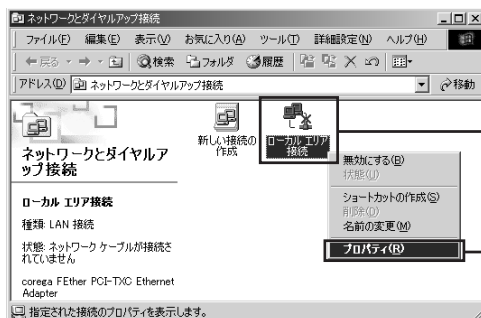 ネットワークとダイヤルアップ接続
ファイル(F) 編集(E) 表示(V) お気に入り(A) ツール(T) 詳細設定(N) ヘルプ(H)
戻る 検索 フォルダ 履歴
アドレス(D) ネットワークとダイヤルアップ接続 移動
ネットワークとダイヤルア
ップ接続
ローカル エリア接続
種類: LAN 接続
状態: ネットワーク ケーブルが接続さ
れていません
corega FEther PCI-TXC Ethernet
Adapter
新しい接続の
作成
ローカル エリア
接続
無効にする(B)
状態(U)
ショートカットの作成(S)
削除(D)
名前の変更(M)
プロパティ(R)
指定された接続のプロパティを表示します。